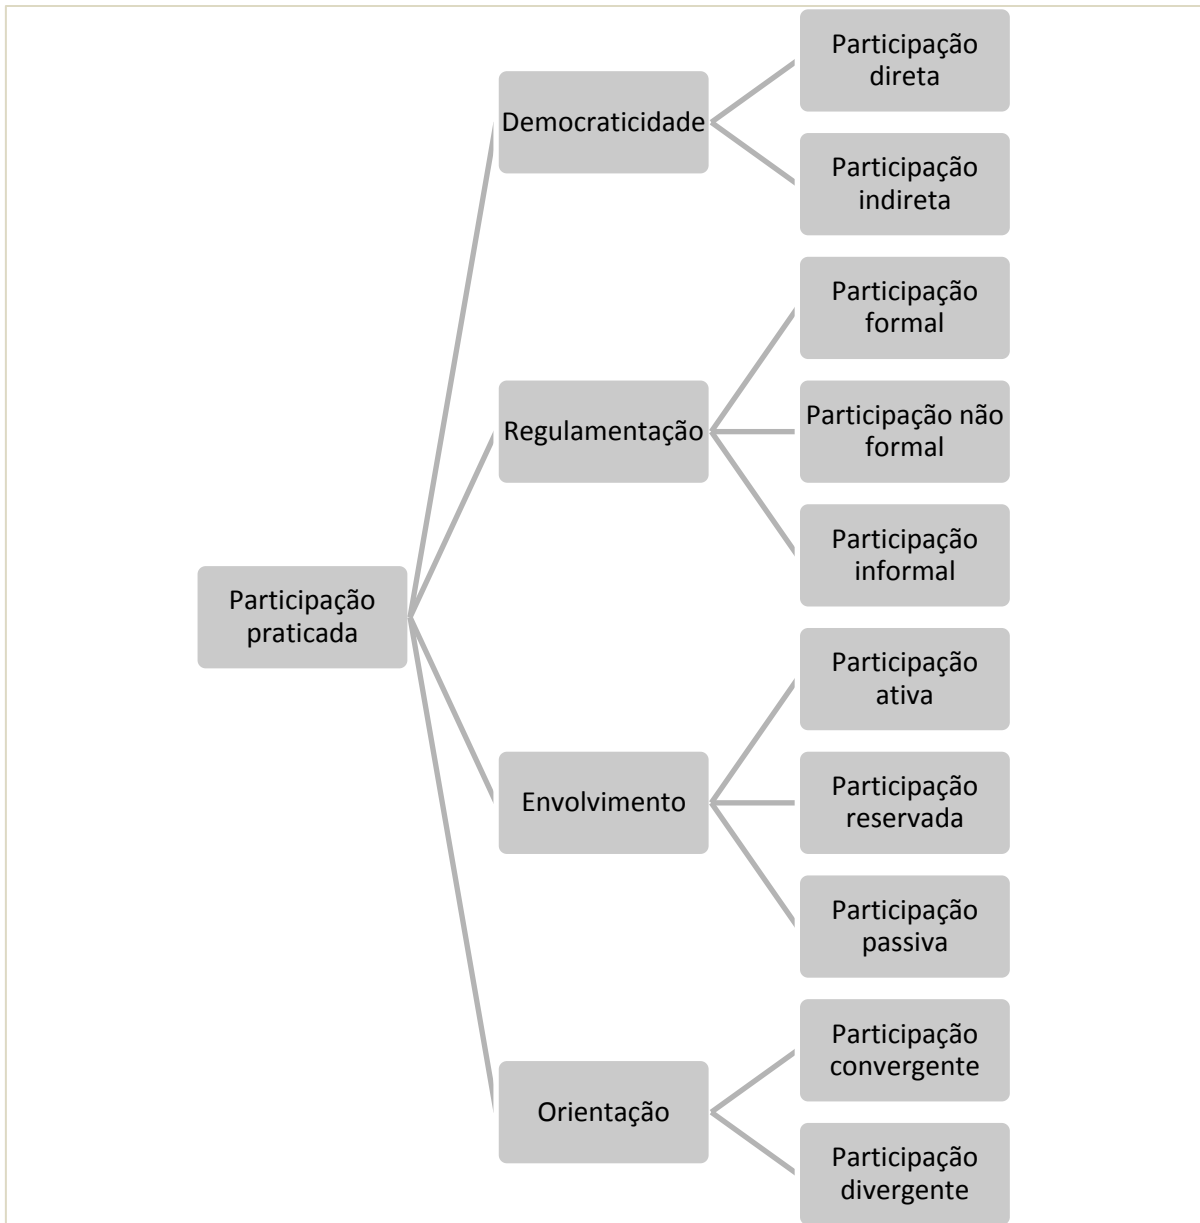 Participação
praticada
Democraticidade
Participação
direta
Participação
indireta
Regulamentação
Participação
formal
Participação não
formal
Participação
informal
Envolvimento
Participação
ativa
Participação
reservada
Participação
passiva
Orientação
Participação
convergente
Participação
divergente